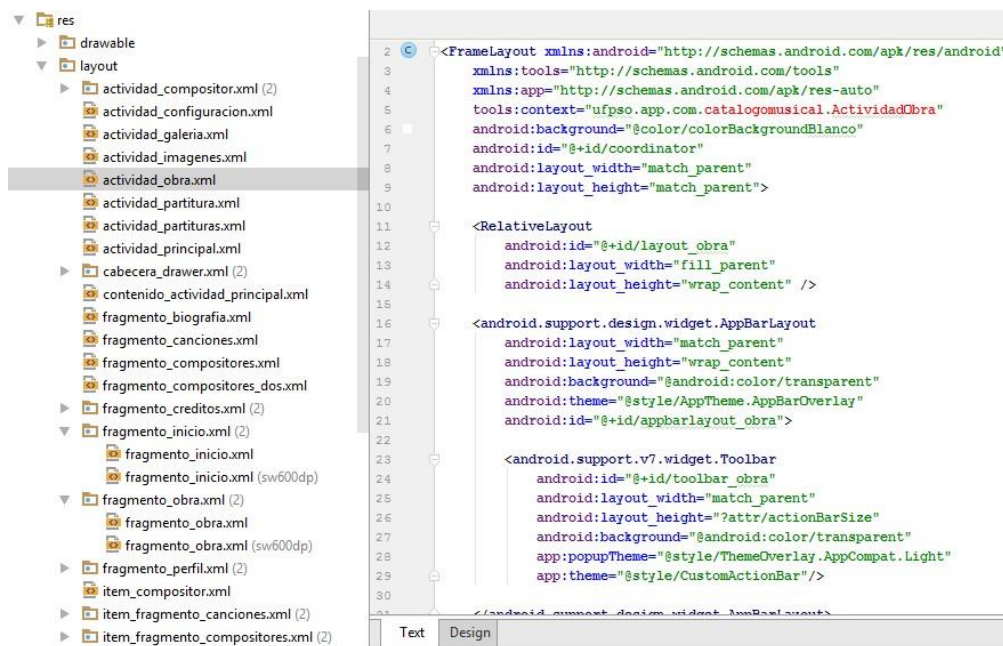 res
drawable
layout
actividad_compositor.xml (2)
actividad_configuracion.xml
actividad_galeria.xml
actividad_imagenes.xml
actividad_obra.xml
actividad_partitura.xml
actividad_partituras.xml
actividad_principal.xml
cabecera_drawer.xml (2)
contenido_actividad_principal.xml
fragmento_biografia.xml
fragmento_canciones.xml
fragmento_compositores.xml
fragmento_compositores_dos.xml
fragmento_creditos.xml (2)
fragmento_inicio.xml (2)
fragmento_inicio.xml
fragmento_inicio.xml (sw600dp)
fragmento_obra.xml (2)
fragmento_obra.xml
fragmento_obra.xml (sw600dp)
fragmento_perfil.xml (2)
item_compositor.xml
item_fragmento_canciones.xml (2)
item_fragmento_compositores.xml (2)
2 C <FrameLayout xmlns:android="http://schemas.android.com/apk/res/android"
3 xmlns:tools="http://schemas.android.com/tools"
4 xmlns:app="http://schemas.android.com/apk/res-auto"
5 tools:context="ufpso.app.com.catalogomusical.ActividadObra"
6 android:background="@color/colorBackgroundBlanco"
7 android:id="@+id/coordinator"
8 android:layout_width="match_parent"
9 android:layout_height="match_parent">
10
11 <RelativeLayout
12 android:id="@+id/layout_obra"
13 android:layout_width="fill_parent"
14 android:layout_height="wrap_content" />
15
16 <android.support.design.widget.AppBarLayout
17 android:layout_width="match_parent"
18 android:layout_height="wrap_content"
19 android:background="@android:color/transparent"
20 android:theme="@style/AppTheme.AppBarOverlay"
21 android:id="@+id/appbarlayout_obra">
22
23 <android.support.v7.widget.Toolbar
24 android:id="@+id/toolbar_obra"
25 android:layout_width="match_parent"
26 android:layout_height="?attr/actionBarSize"
27 android:background="@android:color/transparent"
28 app:popupTheme="@style/ThemeOverlay.AppCompat.Light"
29 app:theme="@style/CustomActionBar"/>
30
31 </android.support.design.widget.AppBarLayout>
Text Design